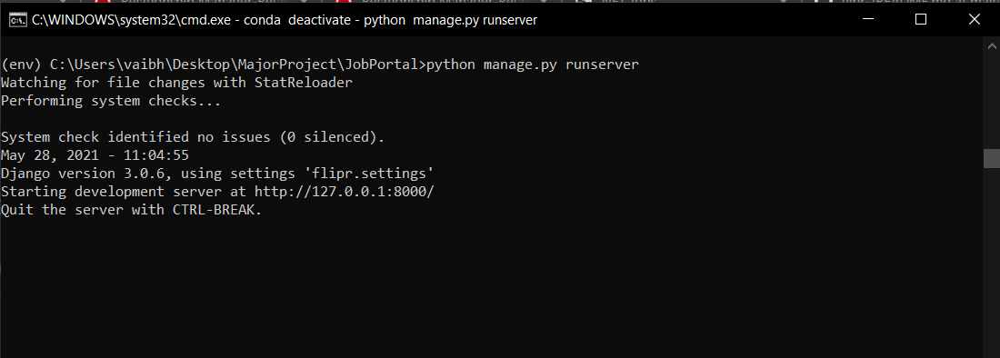 C:\WINDOWS\system32\cmd.exe - conda  deactivate - python  manage.py runserver
(env) C:\Users\vaibh\Desktop\MajorProject\JobPortal>python manage.py runserver
Watching for file changes with StatReloader
Performing system checks...
System check identified no issues (0 silenced).
May 28, 2021 - 11:04:55
Django version 3.0.6, using settings 'flipr.settings'
Starting development server at http://127.0.0.1:8000/
Quit the server with CTRL-BREAK.